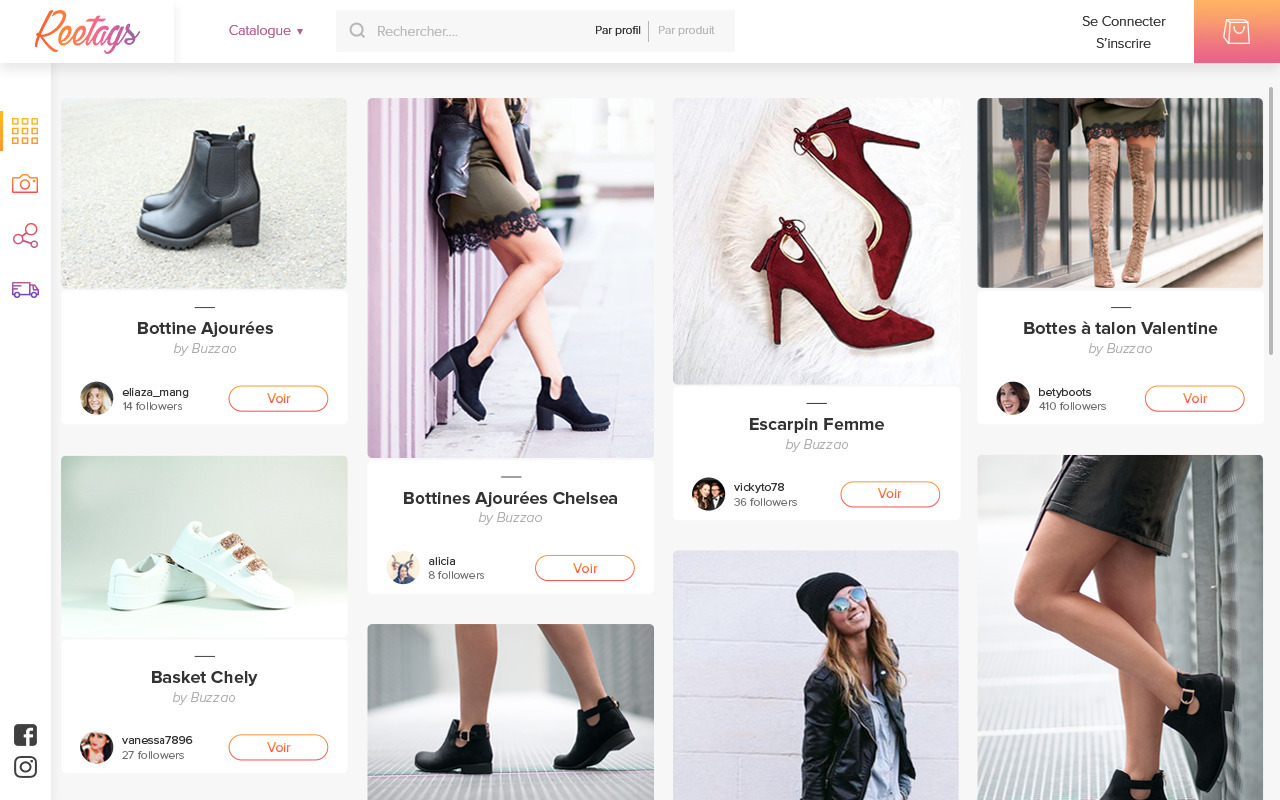 Reetags
Catalogue ▼
Rechercher....
Par profil
Par produit
Se Connecter
S'inscrire
Bottine Ajourées
by Buzzao
eliaza_mang
14 followers
Voir
Bottines Ajourées Chelsea
by Buzzao
alicia
8 followers
Voir
Escarpin Femme
by Buzzao
vickyto78
36 followers
Voir
Bottes à talon Valentine
by Buzzao
betyboots
410 followers
Voir
Basket Chely
by Buzzao
vanessa7896
27 followers
Voir